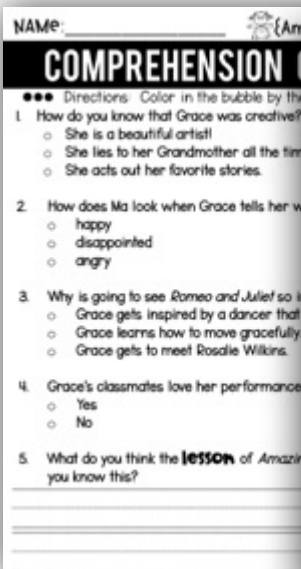 NAMe:
{Am
COMPREHENSION
Directions: Color in the bubble by the
1. How do you know that Grace was creative?
She is a beautiful artist!
She lies to her Grandmother all the tim
She acts out her favorite stories.
2. How does Ma look when Grace tells her w
happy
disappointed
angry
3. Why is going to see Romeo and Juliet so i
Grace gets inspired by a dancer that
Grace learns how to move gracefully
Grace gets to meet Rosalie Wilkins.
4. Grace's classmates love her performance
Yes
No
5. What do you think the lesson of Amazin
you know this?